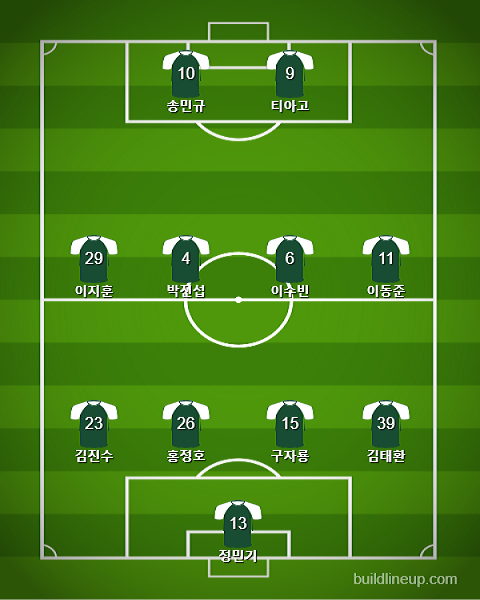 10 9
송민규 티아고
29 4 6 11
이지훈 박진섭 이수빈 이동준
23 26 15 39
김진수 홍정호 구자룡 김태환
13
정민기
buildlineup.com